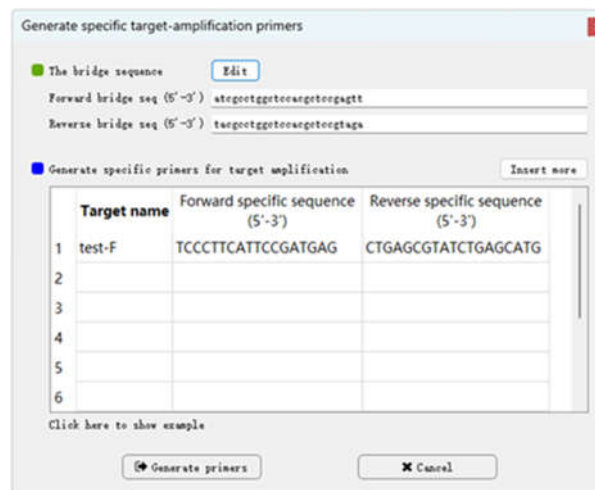 Generate specific target-amplification primers
The bridge sequence Edit
Forward bridge seq (5'-3')
Reverse bridge seq (5'-3')
Generate specific primers for target amplification Insert more
Target name Forward specific sequence (5'-3') Reverse specific sequence (5'-3')
1 test-F TCCCTTCATTCCGATGAG CTGAGCGTATCTGAGCATG
2
3
4
5
6
Click here to show example
Generate primers Cancel